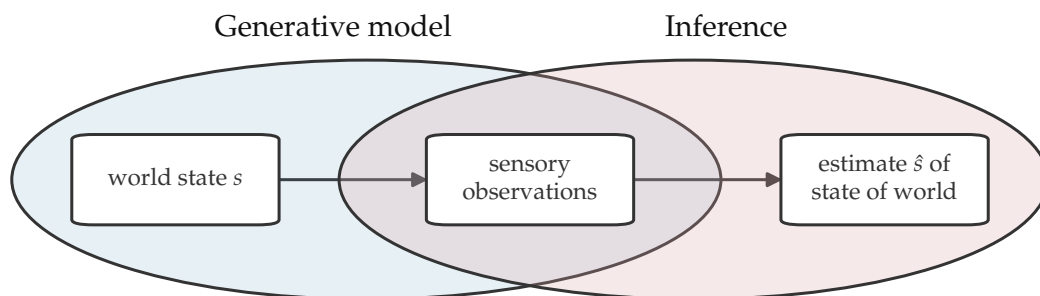 Generative model
Inference
world state s
sensory
observations
estimate ŝ of
state of world